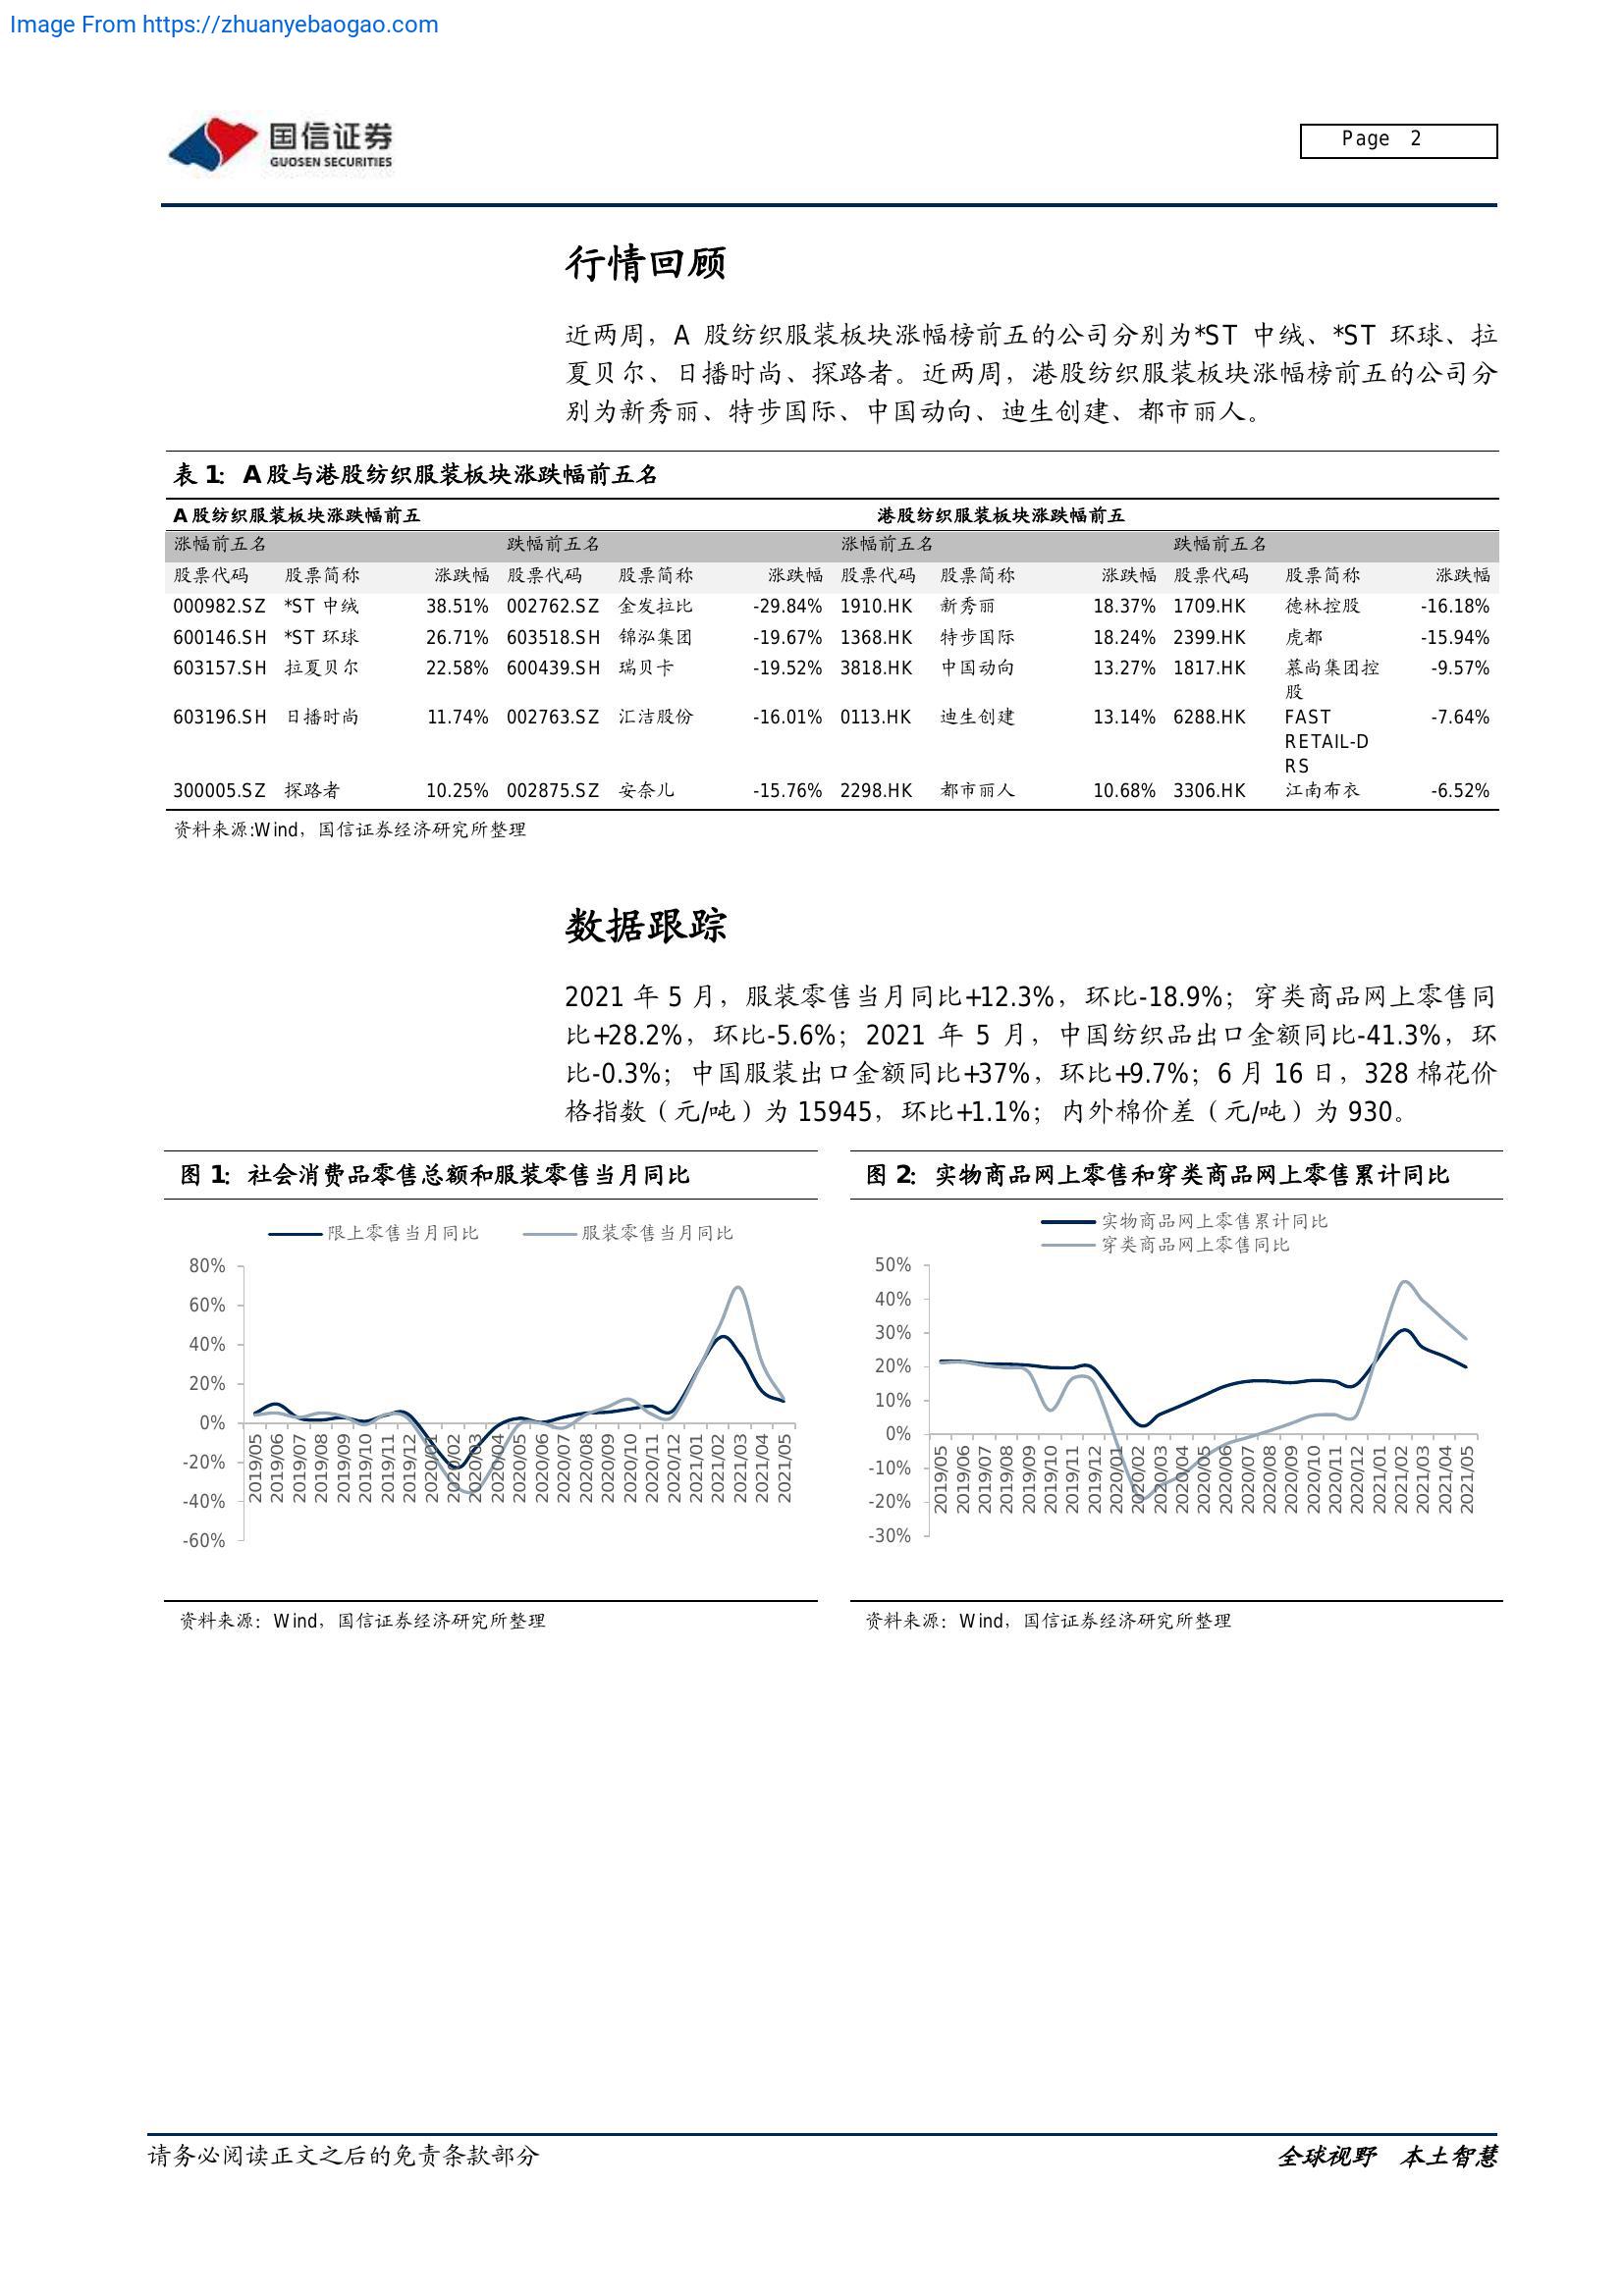 Image From https://zhuanyebaogao.com
国信证券
GUOSEN SECURITIES
Page 2
行情回顾
近两周，A 股纺织服装板块涨幅榜前五的公司分别为*ST 中绒、*ST 环球、拉
夏贝尔、日播时尚、探路者。近两周，港股纺织服装板块涨幅榜前五的公司分
别为新秀丽、特步国际、中国动向、迪生创建、都市丽人。
表 1: A 股与港股纺织服装板块涨跌幅前五名
A 股纺织服装板块涨跌幅前五 港股纺织服装板块涨跌幅前五
涨幅前五名 跌幅前五名 涨幅前五名 跌幅前五名
股票代码 股票简称 涨跌幅 股票代码 股票简称 涨跌幅 股票代码 股票简称 涨跌幅 股票代码 股票简称 涨跌幅
000982.SZ *ST 中绒 38.51% 002762.SZ 金发拉比 -29.84% 1910.HK 新秀丽 18.37% 1709.HK 德林控股 -16.18%
600146.SH *ST 环球 26.71% 603518.SH 锦泓集团 -19.67% 1368.HK 特步国际 18.24% 2399.HK 虎都 -15.94%
603157.SH 拉夏贝尔 22.58% 600439.SH 瑞贝卡 -19.52% 3818.HK 中国动向 13.27% 1817.HK 慕尚集团控 -9.57%
股
603196.SH 日播时尚 11.74% 002763.SZ 汇洁股份 -16.01% 0113.HK 迪生创建 13.14% 6288.HK FAST -7.64%
RETAIL-D
RS
300005.SZ 探路者 10.25% 002875.SZ 安奈儿 -15.76% 2298.HK 都市丽人 10.68% 3306.HK 江南布衣 -6.52%
资料来源:Wind，国信证券经济研究所整理
数据跟踪
2021 年 5 月，服装零售当月同比+12.3%，环比-18.9%；穿类商品网上零售同
比+28.2%，环比-5.6%；2021 年 5 月，中国纺织品出口金额同比-41.3%，环
比-0.3%；中国服装出口金额同比+37%，环比+9.7%；6 月 16 日，328 棉花价
格指数（元/吨）为 15945，环比+1.1%；内外棉价差（元/吨）为 930。
图 1: 社会消费品零售总额和服装零售当月同比
限上零售当月同比 服装零售当月同比
80%
60%
40%
20%
0%
-20%
-40%
-60%
2019/05
2019/06
2019/07
2019/08
2019/09
2019/10
2019/11
2019/12
2020/01
2020/02
2020/03
2020/04
2020/05
2020/06
2020/07
2020/08
2020/09
2020/10
2020/11
2020/12
2021/01
2021/02
2021/03
2021/04
2021/05
资料来源：Wind，国信证券经济研究所整理
图 2: 实物商品网上零售和穿类商品网上零售累计同比
实物商品网上零售累计同比
穿类商品网上零售同比
50%
40%
30%
20%
10%
0%
-10%
-20%
-30%
2019/05
2019/06
2019/07
2019/08
2019/09
2019/10
2019/11
2019/12
2020/01
2020/02
2020/03
2020/04
2020/05
2020/06
2020/07
2020/08
2020/09
2020/10
2020/11
2020/12
2021/01
2021/02
2021/03
2021/04
2021/05
资料来源：Wind，国信证券经济研究所整理
请务必阅读正文之后的免责条款部分
全球视野 本土智慧